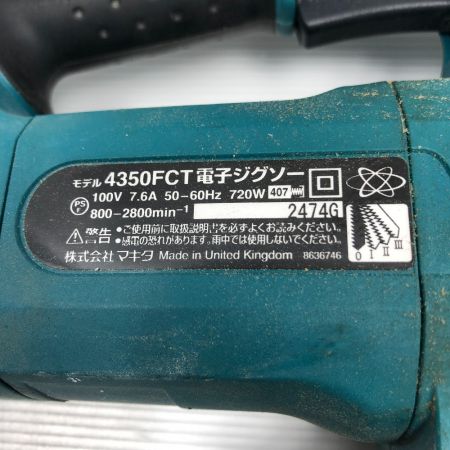 モデル 4350FCT 電子ジグソー
PS E 100V 7.6A 50-60Hz 720W 407
800-2800min⁻¹ 2474G
警告 ●ご使用前に取扱説明書を必ずよくお読みください。
●感電の恐れがあります。雨中では使用しないでください。
株式会社 マキタ Made in United Kingdom 8636746
0 I II III